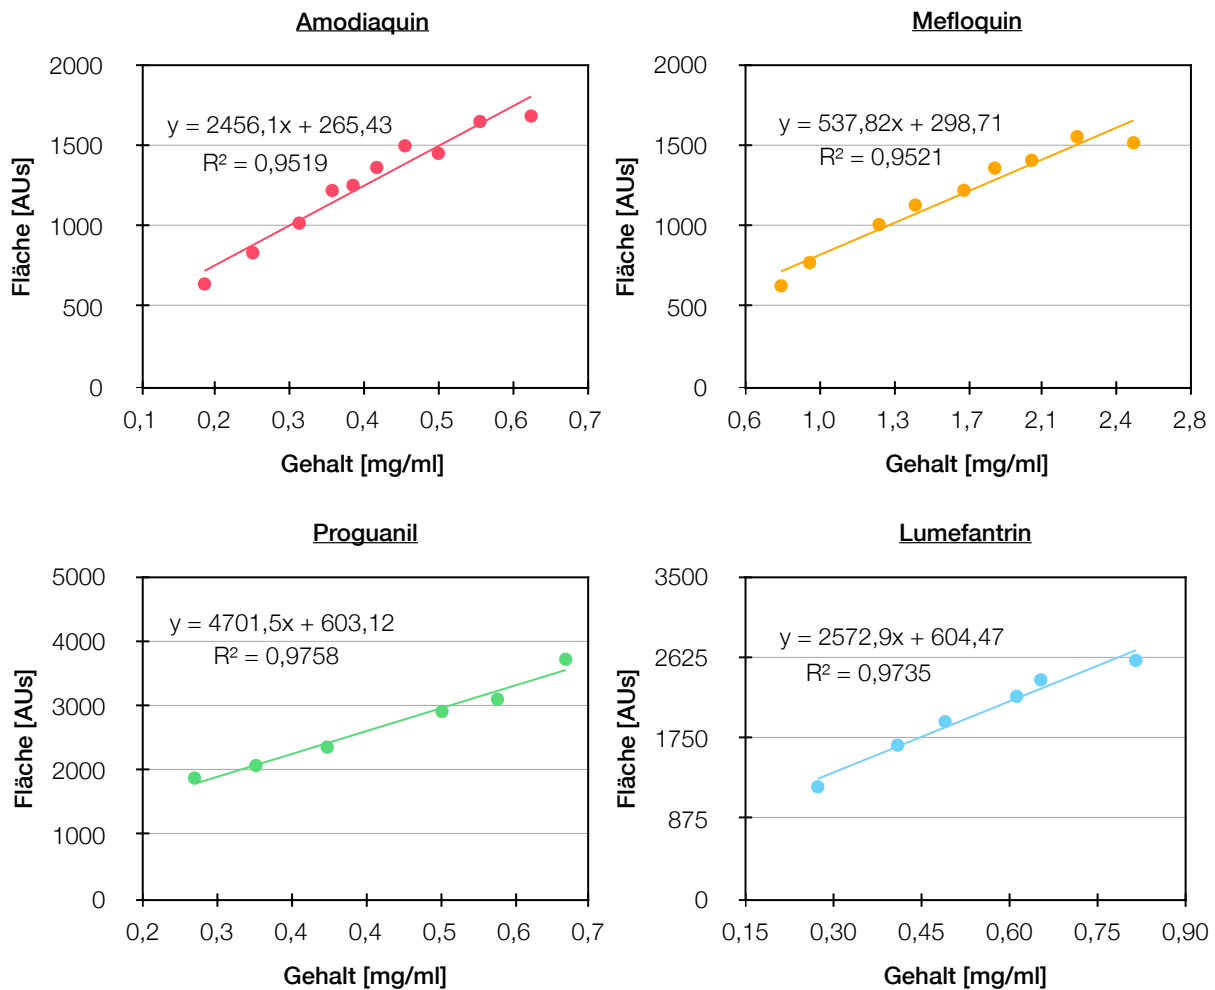 Amodiaquin
2000
1500
1000
500
0
Fläche [AUs]
y = 2456,1x + 265,43
R² = 0,9519
0,1 0,2 0,3 0,4 0,5 0,6 0,7
Gehalt [mg/ml]
Mefloquin
2000
1500
1000
500
0
Fläche [AUs]
y = 537,82x + 298,71
R² = 0,9521
0,6 1,0 1,3 1,7 2,1 2,4 2,8
Gehalt [mg/ml]
Proguanil
5000
4000
3000
2000
1000
0
Fläche [AUs]
y = 4701,5x + 603,12
R² = 0,9758
0,2 0,3 0,4 0,4 0,5 0,6 0,7
Gehalt [mg/ml]
Lumefantrin
3500
2625
1750
875
0
Fläche [AUs]
y = 2572,9x + 604,47
R² = 0,9735
0,15 0,30 0,45 0,60 0,75 0,90
Gehalt [mg/ml]